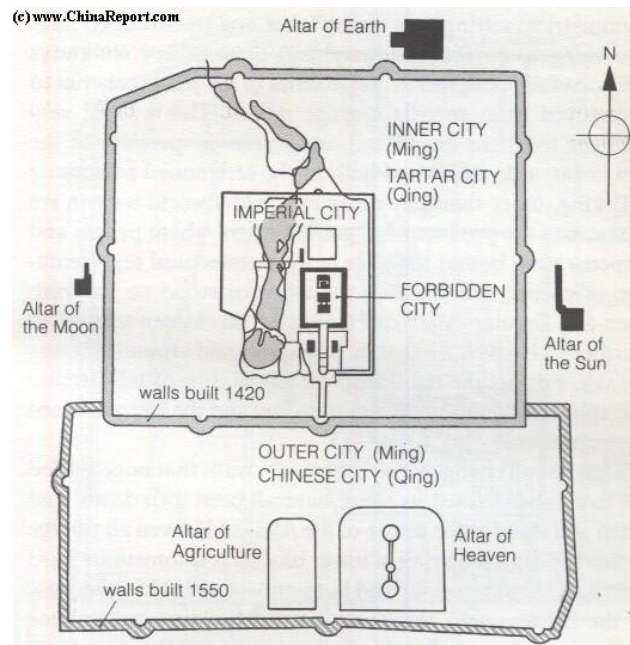 (c) www.ChinaReport.com
Altar of Earth
N
INNER CITY
(Ming)
TARTAR CITY
(Qing)
IMPERIAL CITY
FORBIDDEN
CITY
Altar of
the Moon
Altar of
the Sun
walls built 1420
OUTER CITY (Ming)
CHINESE CITY (Qing)
Altar of
Agriculture
Altar of
Heaven
walls built 1550